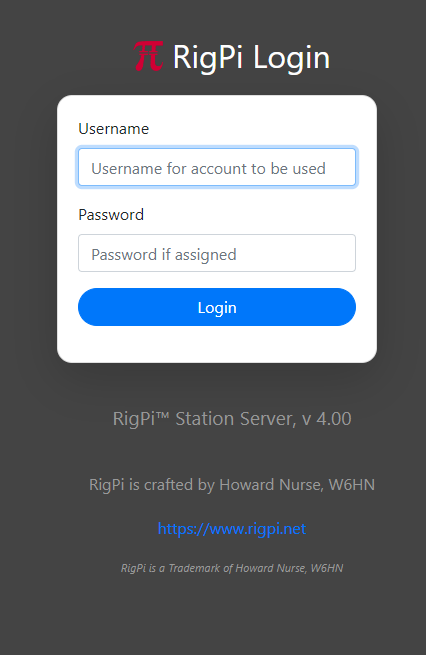 π RigPi Login
Username
Username for account to be used
Password
Password if assigned
Login
RigPi™ Station Server, v 4.00
RigPi is crafted by Howard Nurse, W6HN
https://www.rigpi.net
RigPi is a Trademark of Howard Nurse, W6HN